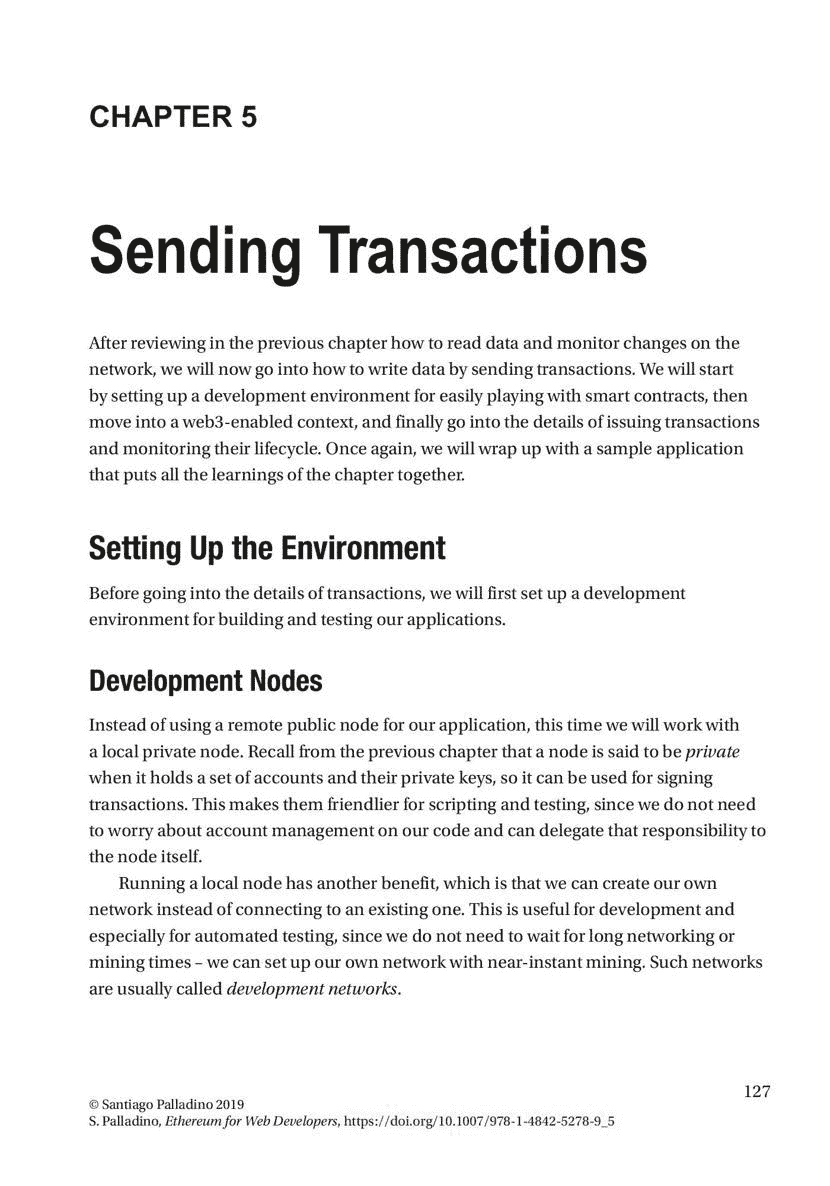 CHAPTER 5
Sending Transactions
After reviewing in the previous chapter how to read data and monitor changes on the
network, we will now go into how to write data by sending transactions. We will start
by setting up a development environment for easily playing with smart contracts, then
move into a web3-enabled context, and finally go into the details of issuing transactions
and monitoring their lifecycle. Once again, we will wrap up with a sample application
that puts all the learnings of the chapter together.
Setting Up the Environment
Before going into the details of transactions, we will first set up a development
environment for building and testing our applications.
Development Nodes
Instead of using a remote public node for our application, this time we will work with
a local private node. Recall from the previous chapter that a node is said to be private
when it holds a set of accounts and their private keys, so it can be used for signing
transactions. This makes them friendlier for scripting and testing, since we do not need
to worry about account management on our code and can delegate that responsibility to
the node itself.
Running a local node has another benefit, which is that we can create our own
network instead of connecting to an existing one. This is useful for development and
especially for automated testing, since we do not need to wait for long networking or
mining times – we can set up our own network with near-instant mining. Such networks
are usually called development networks.
127
© Santiago Palladino 2019
S. Palladino, Ethereum for Web Developers, https://doi.org/10.1007/978-1-4842-5278-9_5